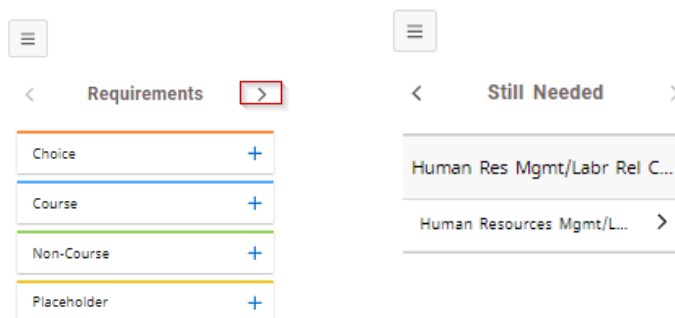 Requirements
Choice
Course
Non-Course
Placeholder
Still Needed
Human Res Mgmt/Labr Rel C...
Human Resources Mgmt/L...